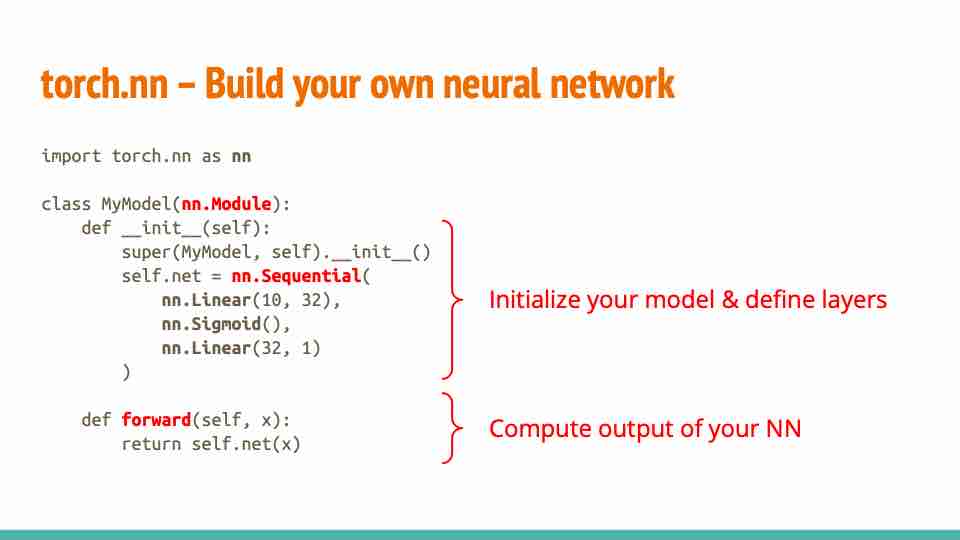 torch.nn – Build your own neural network
import torch.nn as nn
class MyModel(nn.Module):
    def __init__(self):
        super(MyModel, self).__init__()
        self.net = nn.Sequential(
            nn.Linear(10, 32),
            nn.Sigmoid(),
            nn.Linear(32, 1)
        )
Initialize your model & define layers
    def forward(self, x):
        return self.net(x)
Compute output of your NN